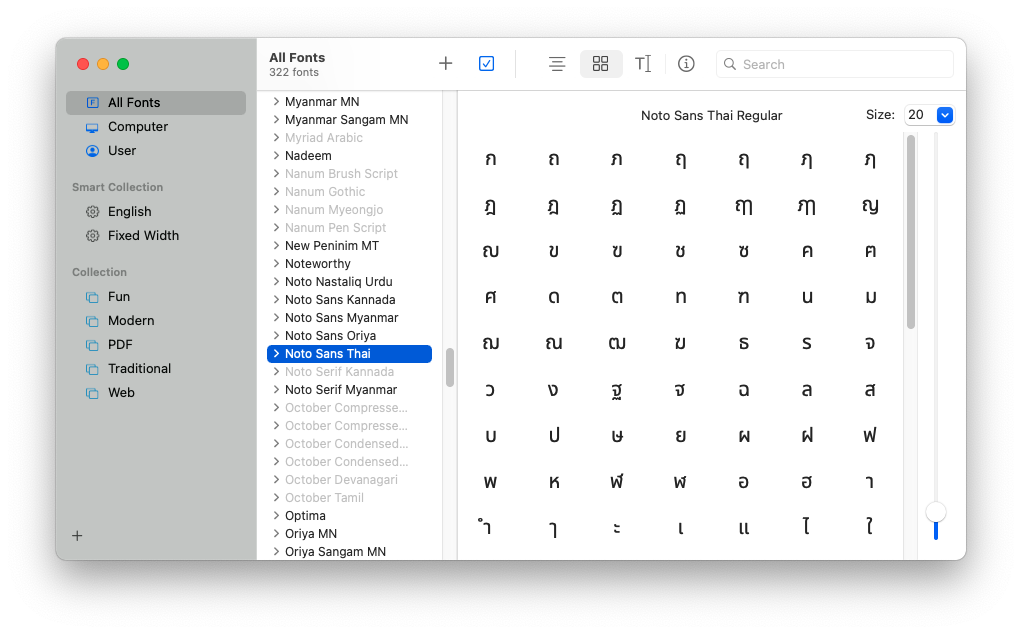 All Fonts
322 fonts
Search
All Fonts
Computer
User
Smart Collection
English
Fixed Width
Collection
Fun
Modern
PDF
Traditional
Web
Myanmar MN
Myanmar Sangam MN
Myriad Arabic
Nadeem
Nanum Brush Script
Nanum Gothic
Nanum Myeongjo
Nanum Pen Script
New Peninim MT
Noteworthy
Noto Nastaliq Urdu
Noto Sans Kannada
Noto Sans Myanmar
Noto Sans Oriya
Noto Sans Thai
Noto Serif Kannada
Noto Serif Myanmar
October Compresse...
October Compresse...
October Condensed...
October Condensed...
October Devanagari
October Tamil
Optima
Oriya MN
Oriya Sangam MN
Noto Sans Thai Regular
Size: 20
ก ถ ภ ฤ ฤ ฦ ฦ
ฎ ฎ ฏ ฏ ฤๅ ฦๅ ญ
ญ ข ฃ ช ซ ค ฅ
ศ ด ต ท ฑ น ม
ฌ ณ ฒ ฆ ธ ร จ
ว ง ฐ ฐ ฉ ล ส
บ ป ษ ย ผ ฝ ฟ
พ ห ฬ ฬ อ ฮ า
ำ ๅ ะ เ แ ไ ใ